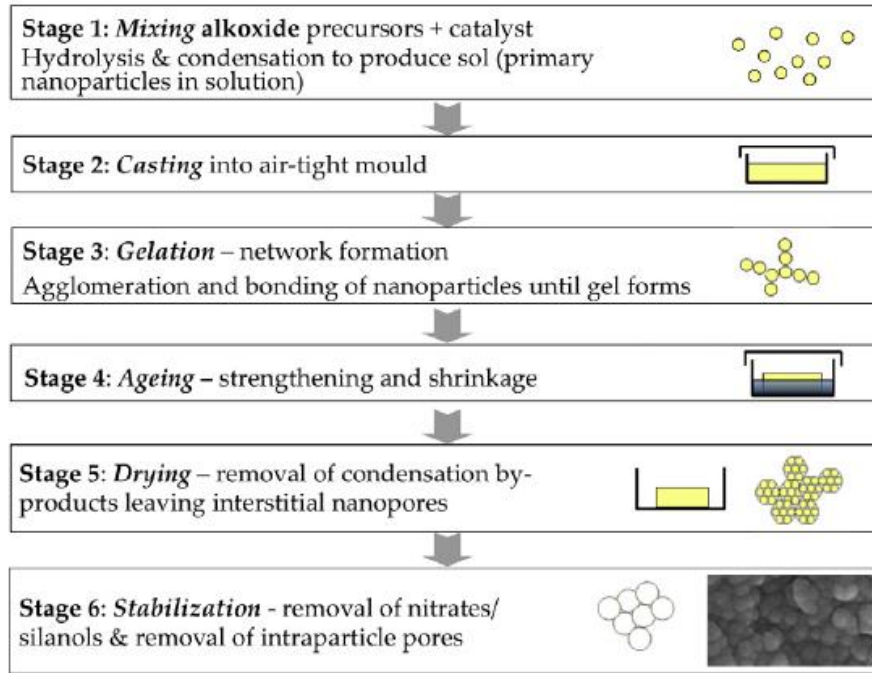 Stage 1: Mixing alkoxide precursors + catalyst
Hydrolysis & condensation to produce sol (primary
nanoparticles in solution)
Stage 2: Casting into air-tight mould
Stage 3: Gelation – network formation
Agglomeration and bonding of nanoparticles until gel forms
Stage 4: Ageing – strengthening and shrinkage
Stage 5: Drying – removal of condensation by-
products leaving interstitial nanopores
Stage 6: Stabilization - removal of nitrates/
silanols & removal of intraparticle pores